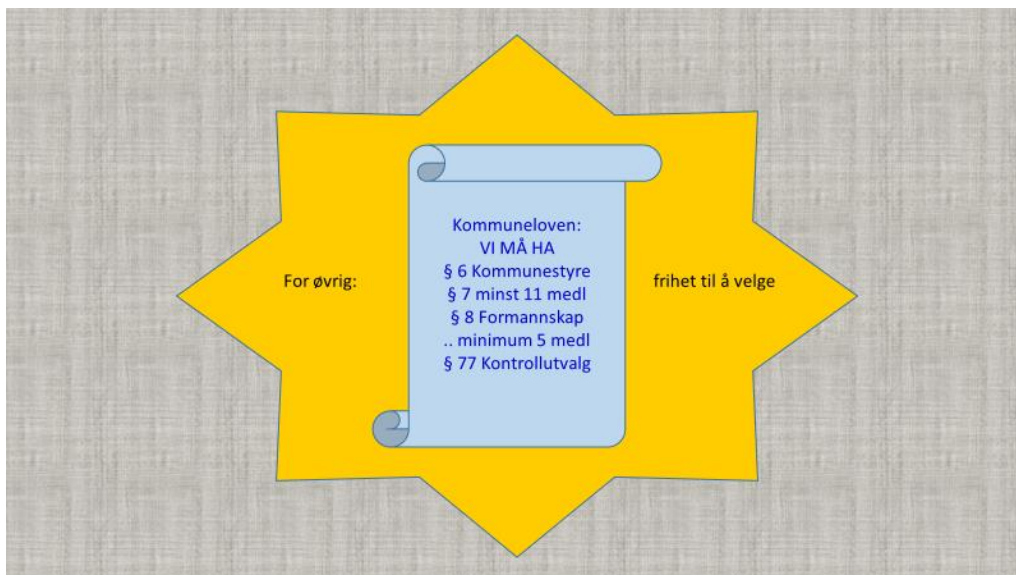 Kommuneloven:
VI MÅ HA
§ 6 Kommunestyre
§ 7 minst 11 medl
§ 8 Formannskap
.. minimum 5 medl
§ 77 Kontrollutvalg
For øvrig:
frihet til å velge